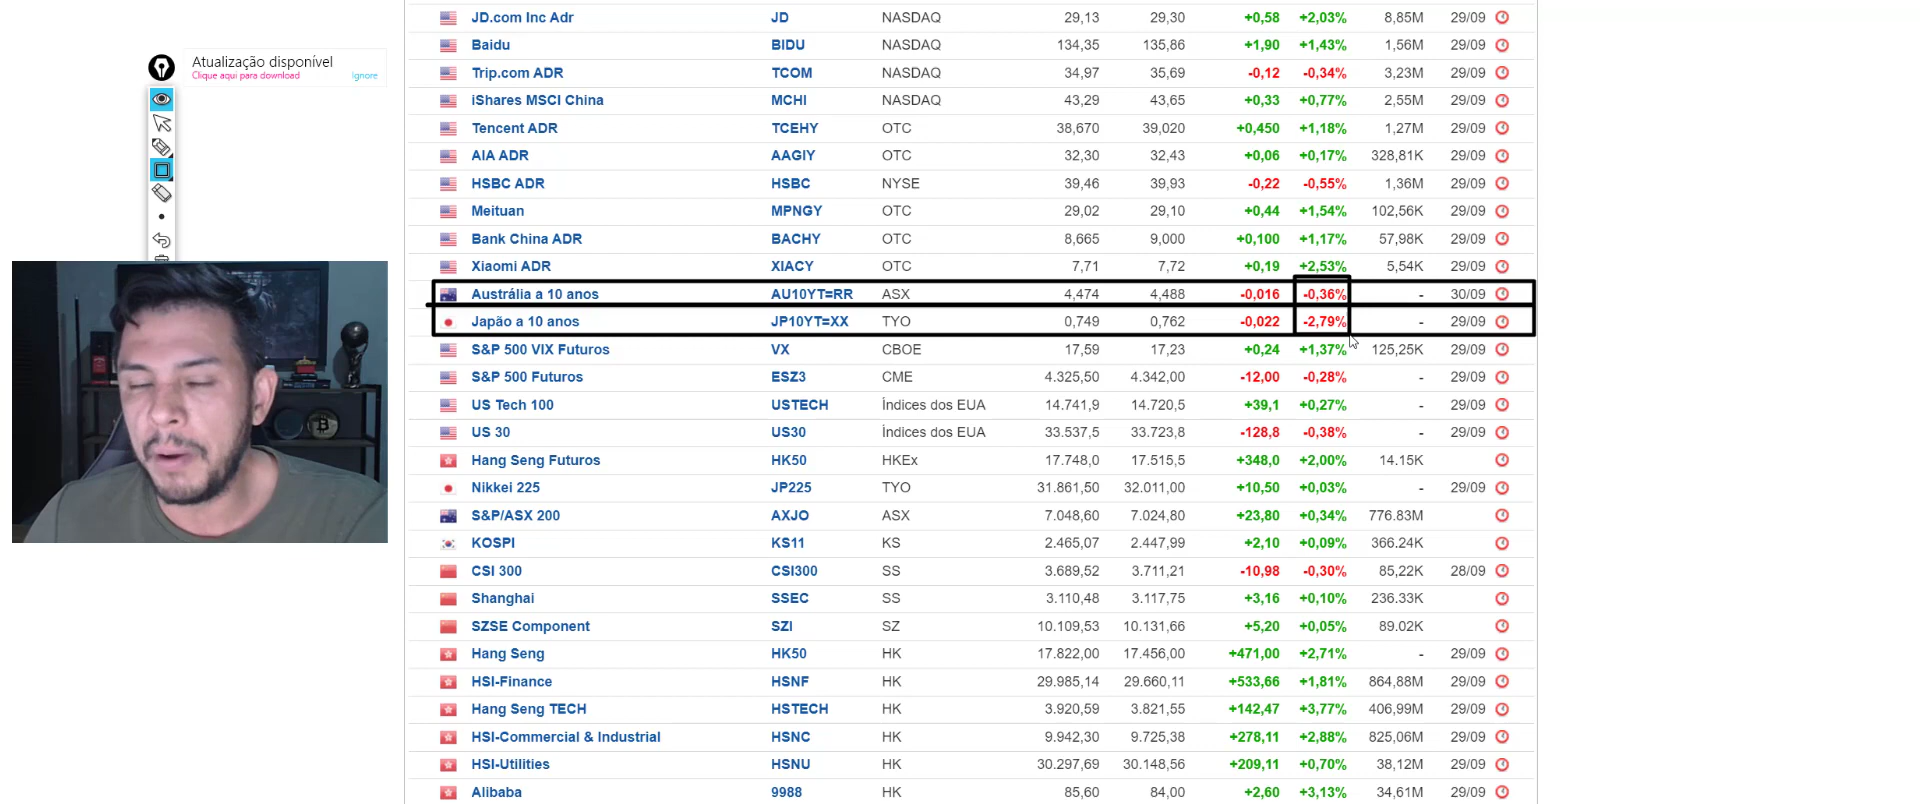 Atualização disponível
Clique aqui para download Ignore
JD.com Inc Adr JD NASDAQ 29,13 29,30 +0,58 +2,03% 8,85M 29/09
Baidu BIDU NASDAQ 134,35 135,86 +1,90 +1,43% 1,56M 29/09
Trip.com ADR TCOM NASDAQ 34,97 35,69 -0,12 -0,34% 3,23M 29/09
iShares MSCI China MCHI NASDAQ 43,29 43,65 +0,33 +0,77% 2,55M 29/09
Tencent ADR TCEHY OTC 38,670 39,020 +0,450 +1,18% 1,27M 29/09
AIA ADR AAGIY OTC 32,30 32,43 +0,06 +0,17% 328,81K 29/09
HSBC ADR HSBC NYSE 39,46 39,93 -0,22 -0,55% 1,36M 29/09
Meituan MPNGY OTC 29,02 29,10 +0,44 +1,54% 102,56K 29/09
Bank China ADR BACHY OTC 8,665 9,000 +0,100 +1,17% 57,98K 29/09
Xiaomi ADR XIACY OTC 7,71 7,72 +0,19 +2,53% 5,54K 29/09
Austrália a 10 anos AU10YT=RR ASX 4,474 4,488 -0,016 -0,36% - 30/09
Japão a 10 anos JP10YT=XX TYO 0,749 0,762 -0,022 -2,79% - 29/09
S&P 500 VIX Futuros VX CBOE 17,59 17,23 +0,24 +1,37% 125,25K 29/09
S&P 500 Futuros ESZ3 CME 4.325,50 4.342,00 -12,00 -0,28% - 29/09
US Tech 100 USTECH Índices dos EUA 14.741,9 14.720,5 +39,1 +0,27% - 29/09
US 30 US30 Índices dos EUA 33.537,5 33.723,8 -128,8 -0,38% - 29/09
Hang Seng Futuros HK50 HKEx 17.748,0 17.515,5 +348,0 +2,00% 14.15K
Nikkei 225 JP225 TYO 31.861,50 32.011,00 +10,50 +0,03% - 29/09
S&P/ASX 200 AXJO ASX 7.048,60 7.024,80 +23,80 +0,34% 776.83M
KOSPI KS11 KS 2.465,07 2.447,99 +2,10 +0,09% 366.24K
CSI 300 CSI300 SS 3.689,52 3.711,21 -10,98 -0,30% 85,22K 28/09
Shanghai SSEC SS 3.110,48 3.117,75 +3,16 +0,10% 236.33K
SZSE Component SZI SZ 10.109,53 10.131,66 +5,20 +0,05% 89.02K
Hang Seng HK50 HK 17.822,00 17.456,00 +471,00 +2,71% - 29/09
HSI-Finance HSNF HK 29.985,14 29.660,11 +533,66 +1,81% 864,88M 29/09
Hang Seng TECH HSTECH HK 3.920,59 3.821,55 +142,47 +3,77% 406,99M 29/09
HSI-Commercial & Industrial HSNC HK 9.942,30 9.725,38 +278,11 +2,88% 825,06M 29/09
HSI-Utilities HSNU HK 30.297,69 30.148,56 +209,11 +0,70% 38,12M 29/09
Alibaba 9988 HK 85,60 84,00 +2,60 +3,13% 34,61M 29/09